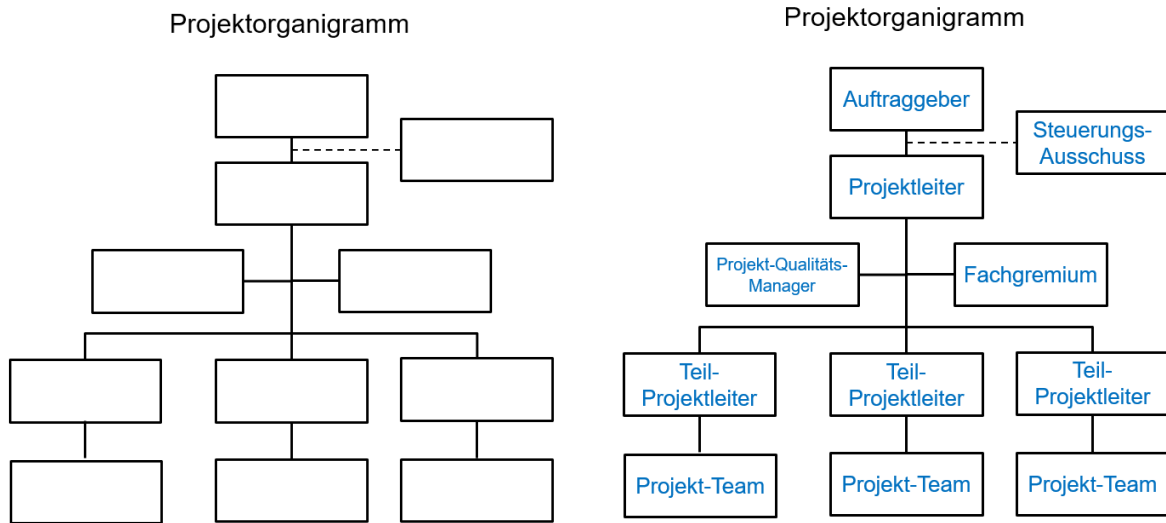 Projektorganigramm
Projektorganigramm
Auftraggeber
Steuerungs-
Ausschuss
Projektleiter
Projekt-Qualitäts-
Manager
Fachgremium
Teil-
Projektleiter
Teil-
Projektleiter
Teil-
Projektleiter
Projekt-Team
Projekt-Team
Projekt-Team